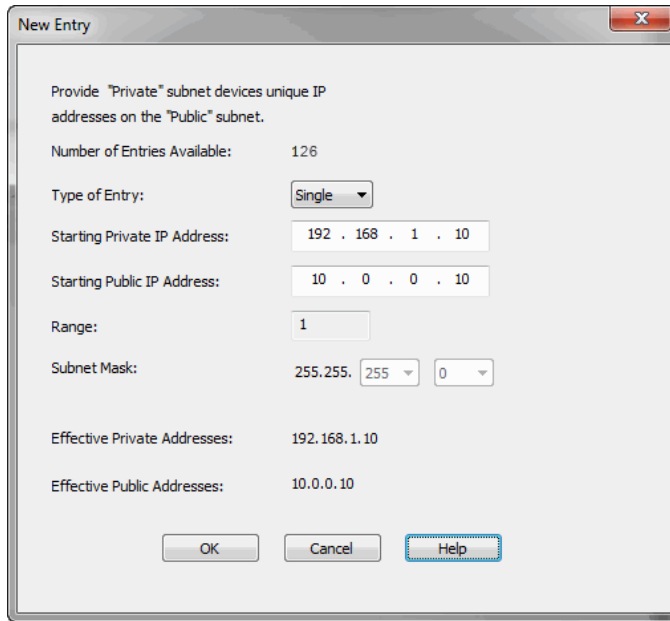 New Entry
Provide "Private" subnet devices unique IP
addresses on the "Public" subnet.
Number of Entries Available: 126
Type of Entry: Single
Starting Private IP Address: 192 . 168 . 1 . 10
Starting Public IP Address: 10 . 0 . 0 . 10
Range: 1
Subnet Mask: 255.255. 255 0
Effective Private Addresses: 192.168.1.10
Effective Public Addresses: 10.0.0.10
OK Cancel Help